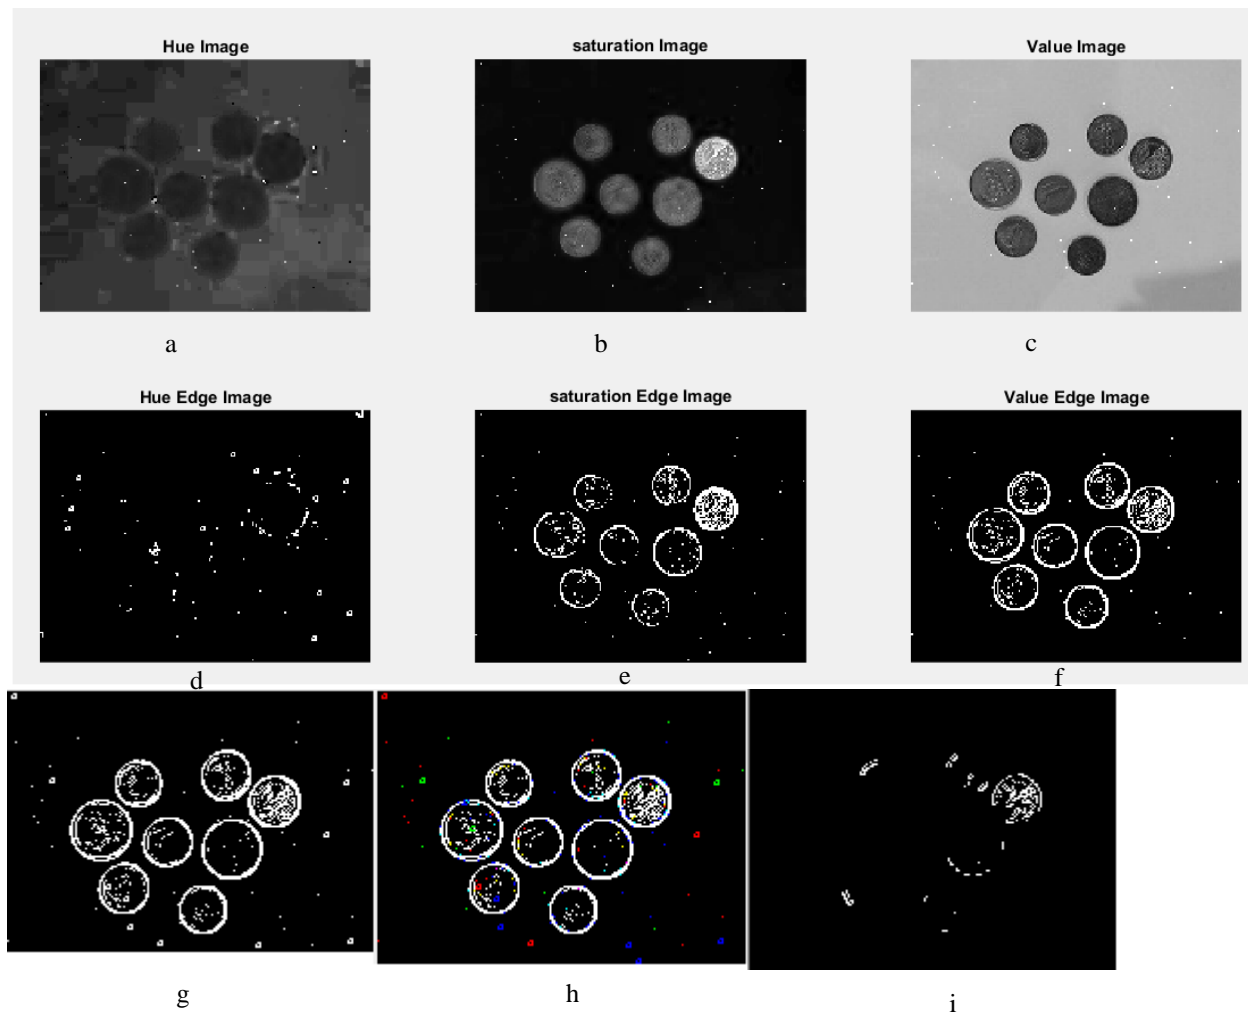 Hue Image
saturation Image
Value Image
a
b
c
Hue Edge Image
saturation Edge Image
Value Edge Image
d
e
f
g
h
i